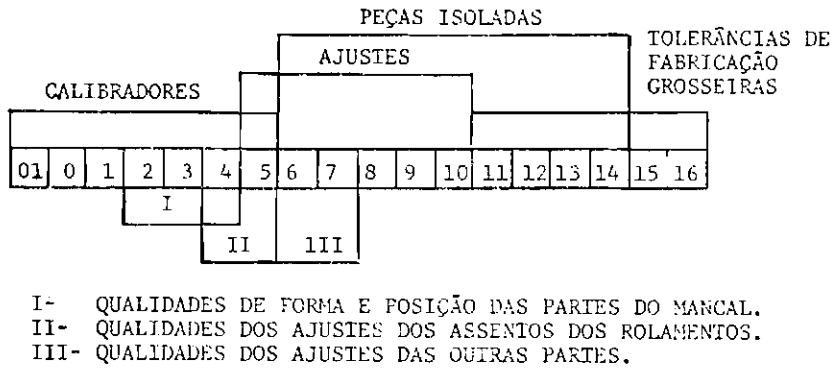 PEÇAS ISOLADAS
TOLERÂNCIAS DE
FABRICAÇÃO
GROSSEIRAS
AJUSTES
CALIBRADORES
01 0 1 2 3 4 5 6 7 8 9 10 11 12 13 14 15 16
I
II III
I- QUALIDADES DE FORMA E POSIÇÃO DAS PARTES DO MANCAL.
II- QUALIDADES DOS AJUSTES DOS ASSENTOS DOS ROLAMENTOS.
III- QUALIDADES DOS AJUSTES DAS OUTRAS PARTES.